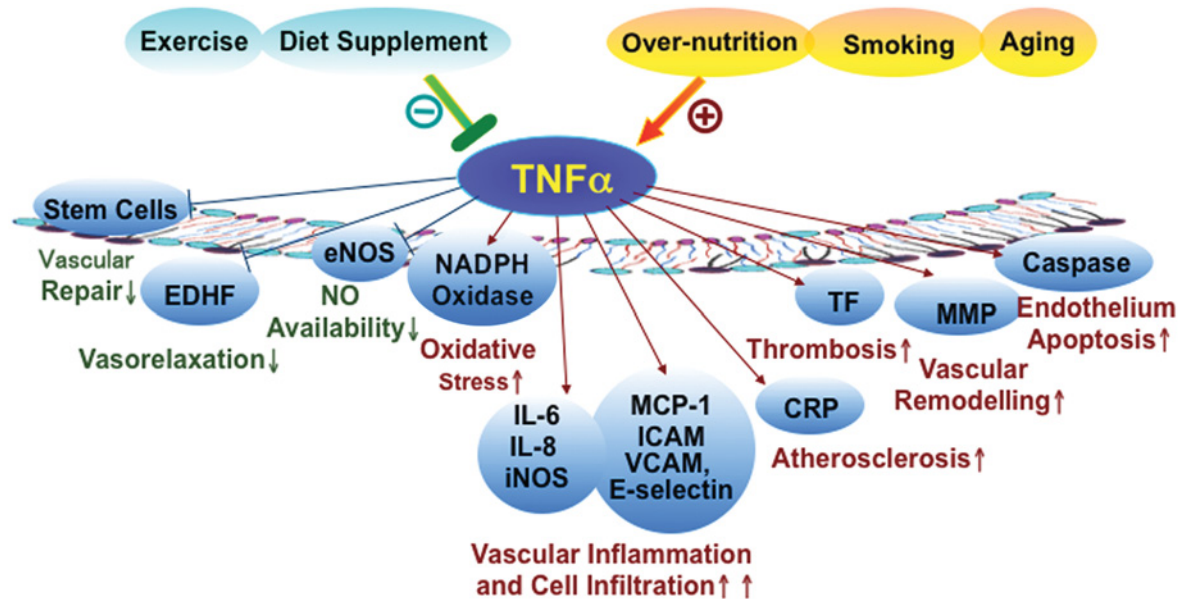 Exercise
Diet Supplement
Over-nutrition
Smoking
Aging
−
+
TNFα
Stem Cells
Vascular
Repair↓
EDHF
Vasorelaxation↓
eNOS
NO
Availability↓
NADPH
Oxidase
Oxidative
Stress↑
IL-6
IL-8
iNOS
MCP-1
ICAM
VCAM,
E-selectin
Vascular Inflammation
and Cell Infiltration↑ ↑
CRP
Atherosclerosis↑
TF
Thrombosis↑
MMP
Vascular
Remodelling↑
Caspase
Endothelium
Apoptosis↑